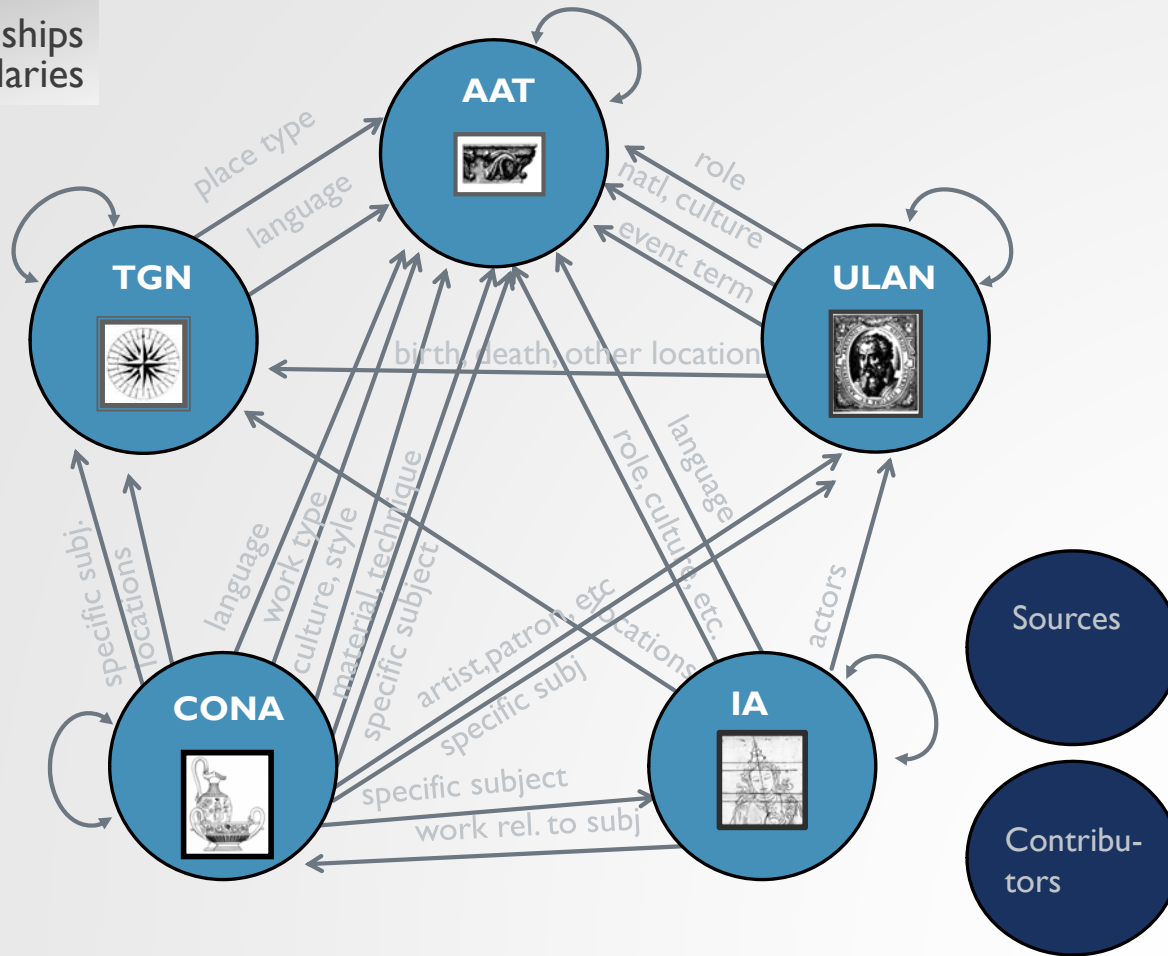 ships
laries
AAT
place type
language
role
natl, culture
event term
TGN
ULAN
birth, death, other location
language
role, culture, etc.
specific subj.
locations
language
work type
culture, style
material, technique
specific subject
artist, patron, etc
specific subj
locations
actors
Sources
CONA
IA
specific subject
work rel. to subj
Contribu-
tors